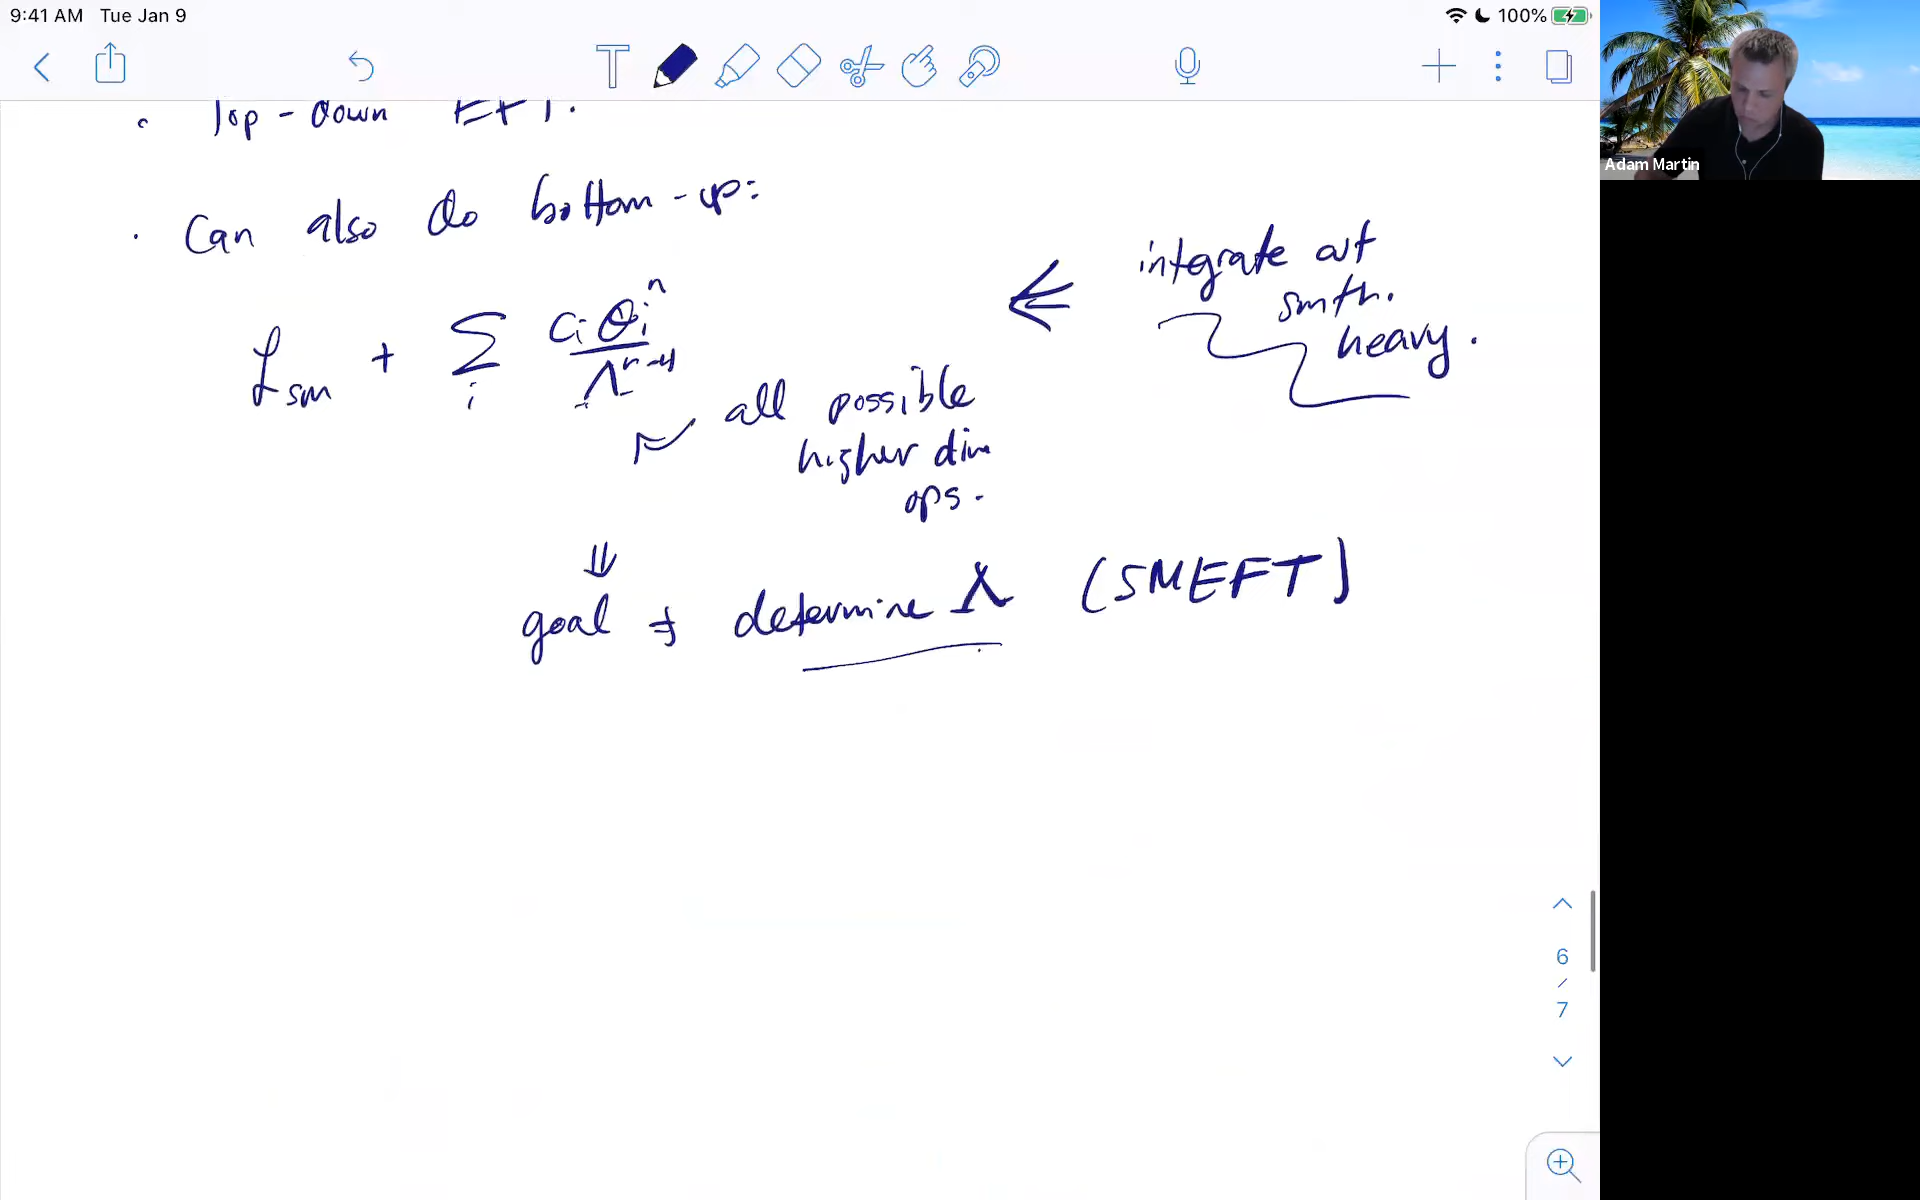 9:41 AM Tue Jan 9
100%
Adam Martin
Top-down EFT.
Can also do bottom-up:
integrate out
smth.
heavy.
ℒ_SM + Σ_i c_i O_i^n / Λ^{n-4}
all possible
higher dim
ops.
goal → determine Λ (SMEFT)
6
/
7